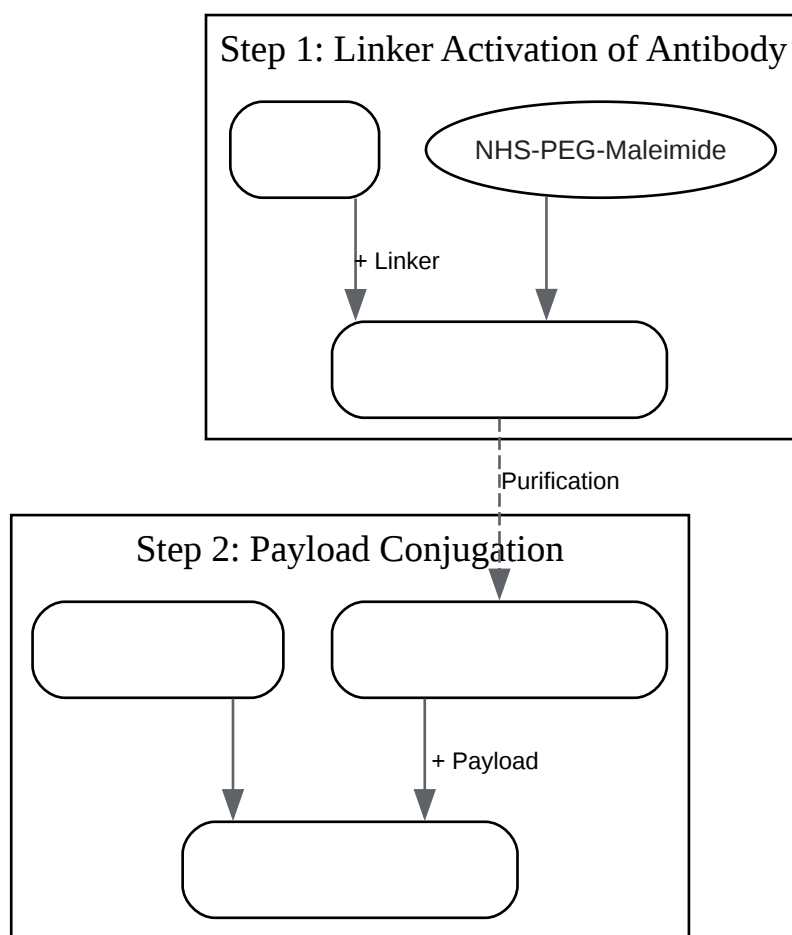 Step 1: Linker Activation of Antibody
NHS-PEG-Maleimide
+ Linker
Purification
Step 2: Payload Conjugation
+ Payload